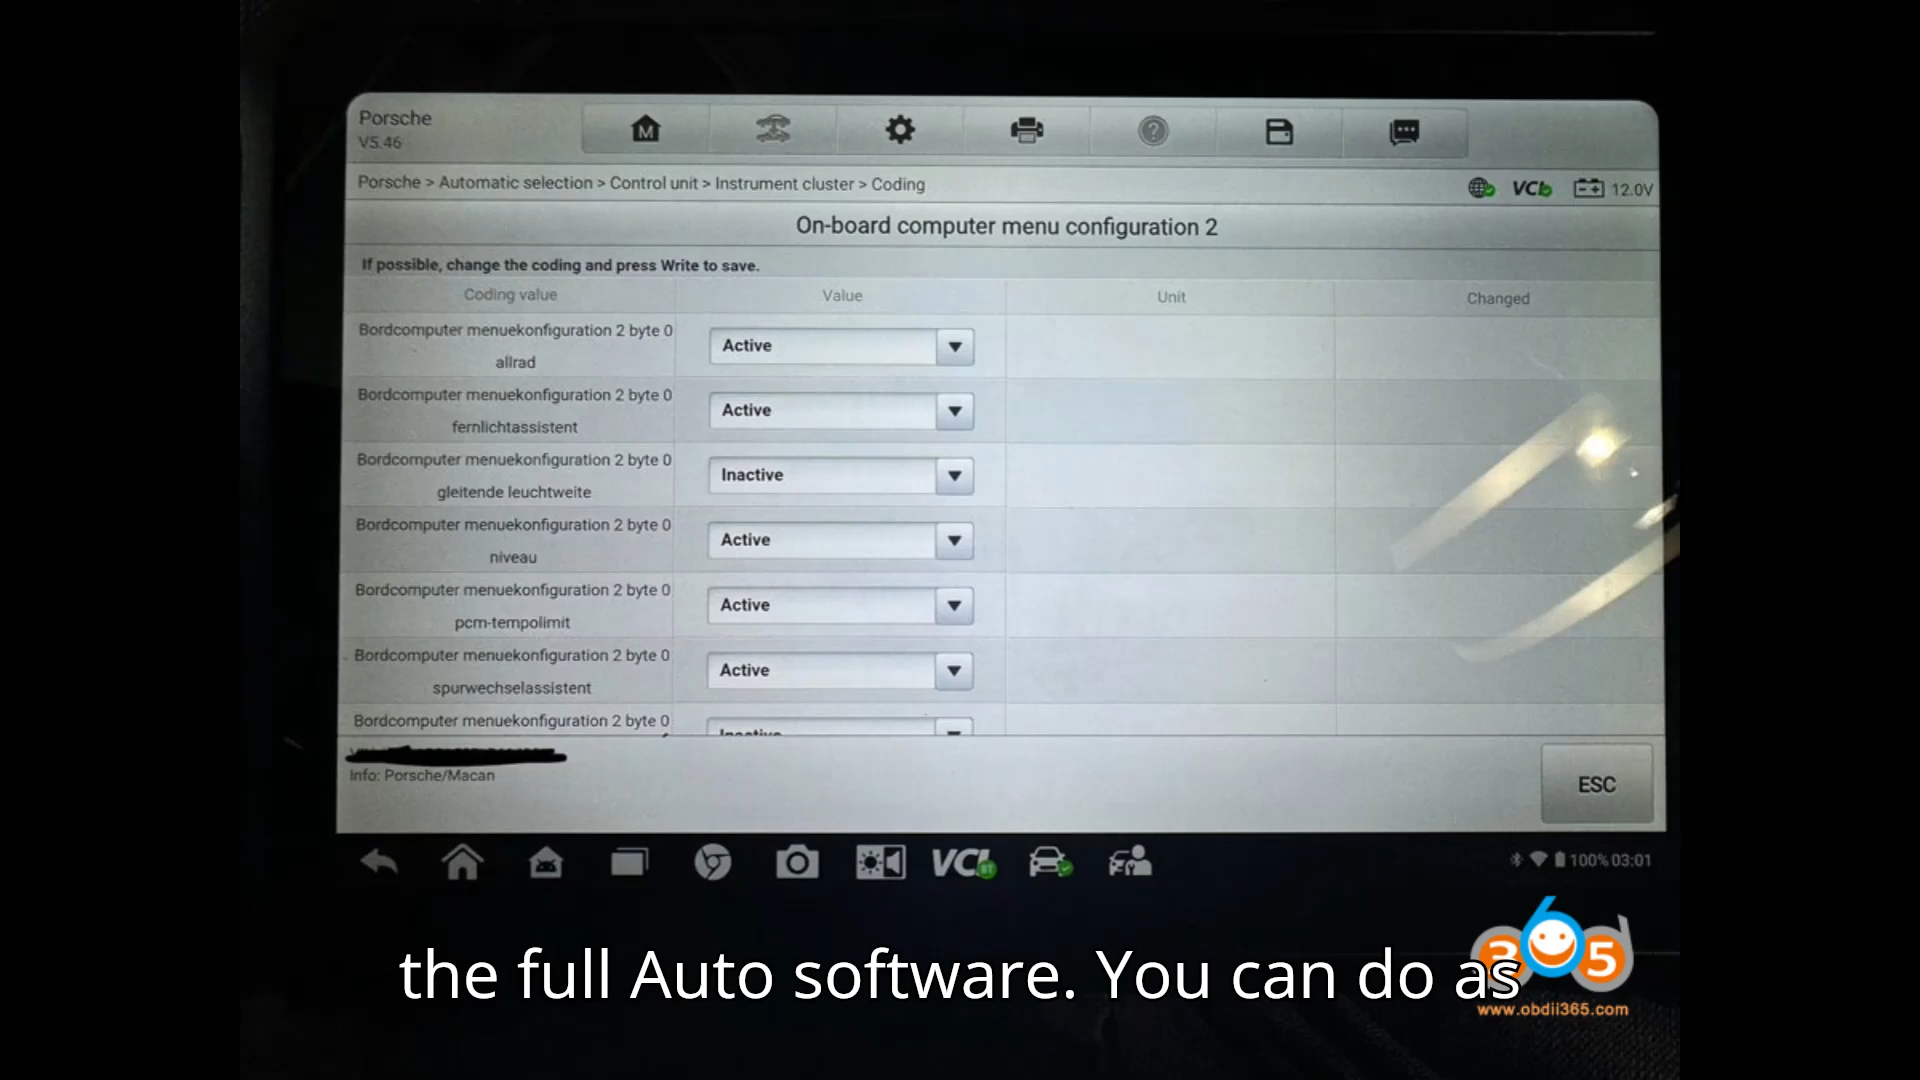 Porsche
V5.46
M
?
Porsche > Automatic selection > Control unit > Instrument cluster > Coding
VCI
12.0V
On-board computer menu configuration 2
If possible, change the coding and press Write to save.
Coding value Value Unit Changed
Bordcomputer menuekonfiguration 2 byte 0
allrad
Active
Bordcomputer menuekonfiguration 2 byte 0
fernlichtassistent
Active
Bordcomputer menuekonfiguration 2 byte 0
gleitende leuchtweite
Inactive
Bordcomputer menuekonfiguration 2 byte 0
niveau
Active
Bordcomputer menuekonfiguration 2 byte 0
pcm-tempolimit
Active
Bordcomputer menuekonfiguration 2 byte 0
spurwechselassistent
Active
Bordcomputer menuekonfiguration 2 byte 0
Inactive
Info: Porsche/Macan
ESC
VCI
BT
100% 03:01
the full Auto software. You can do as
365
www.obdii365.com